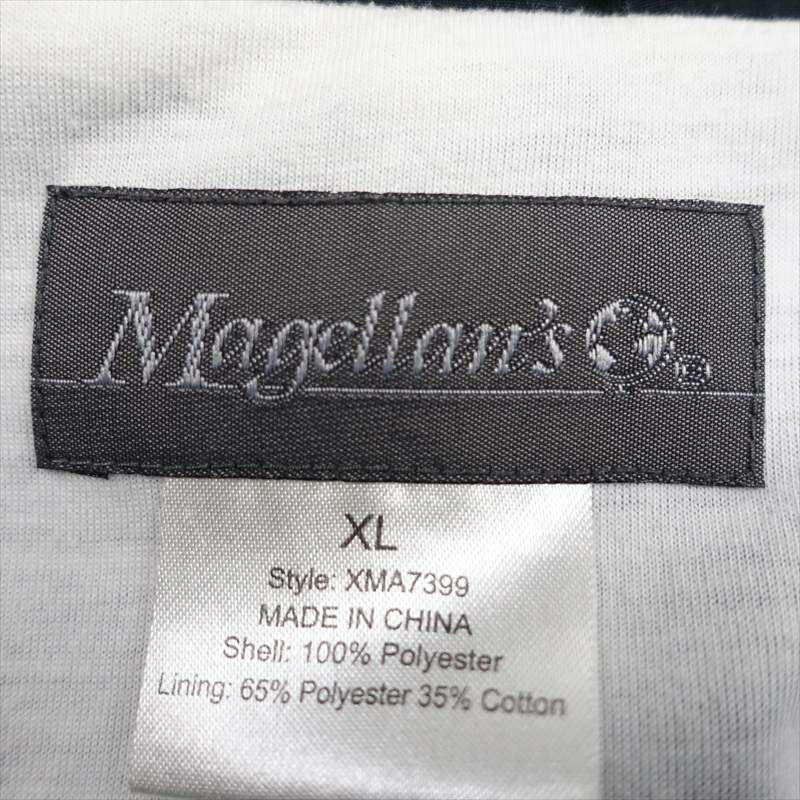 Magellan's ®
XL
Style: XMA7399
MADE IN CHINA
Shell: 100% Polyester
Lining: 65% Polyester 35% Cotton